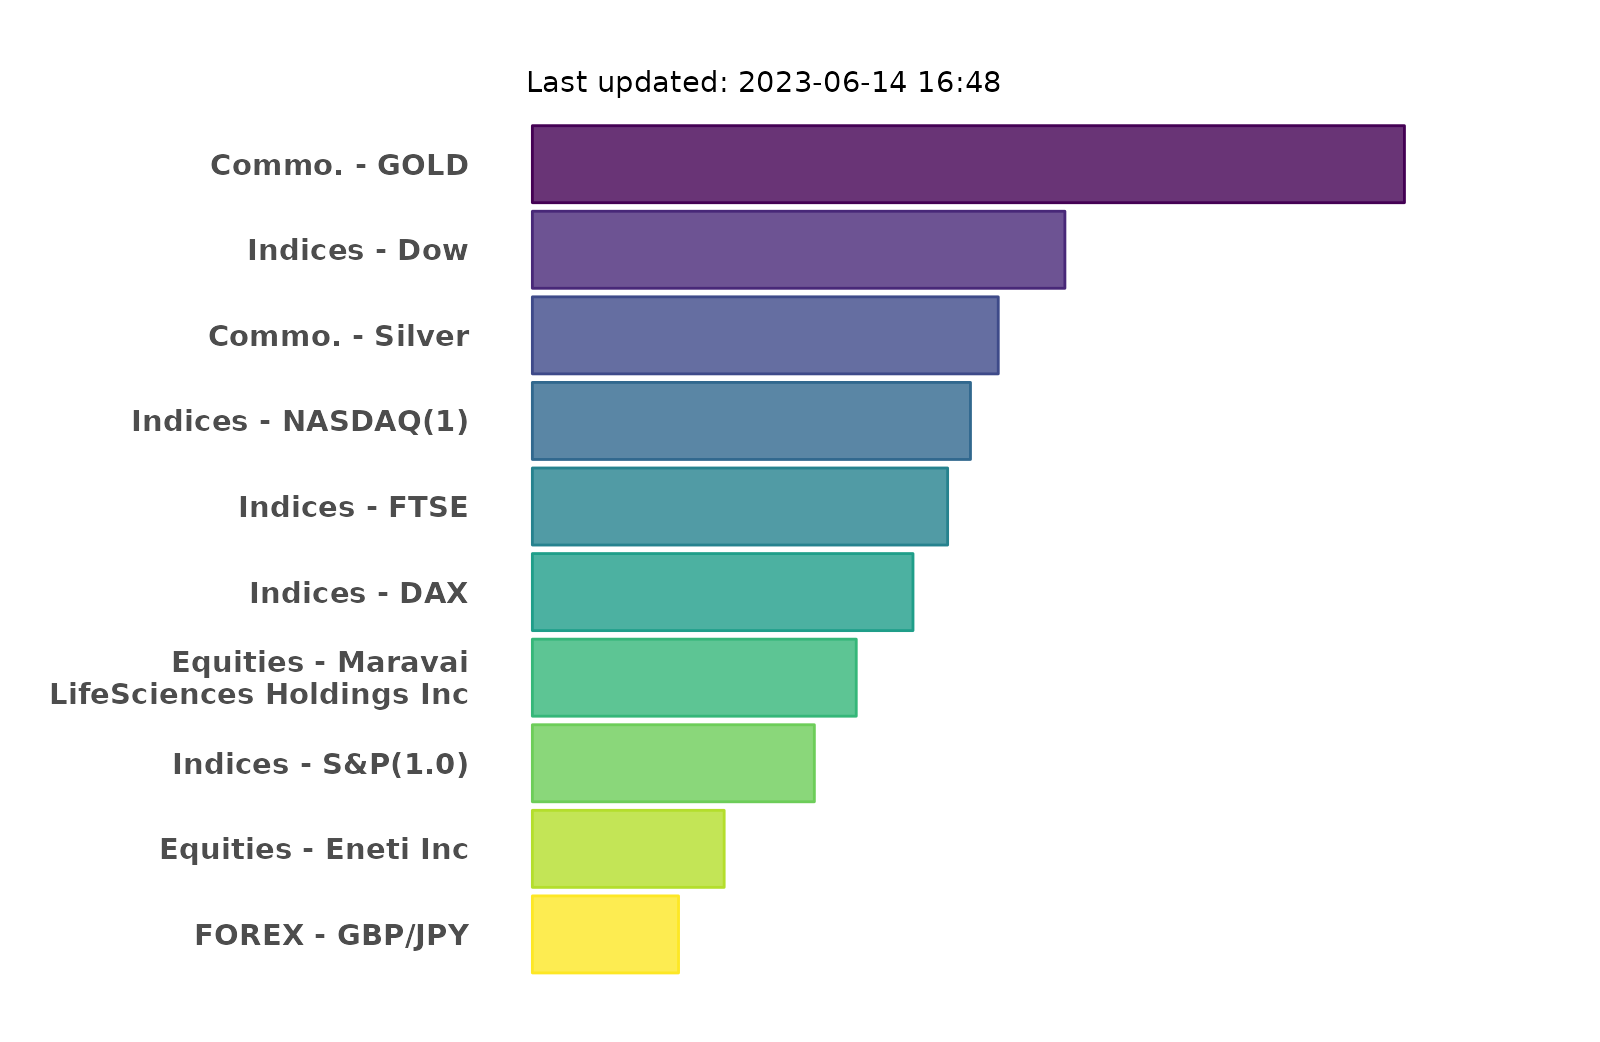 Last updated: 2023-06-14 16:48
Commo. - GOLD
Indices - Dow
Commo. - Silver
Indices - NASDAQ(1)
Indices - FTSE
Indices - DAX
Equities - Maravai
LifeSciences Holdings Inc
Indices - S&P(1.0)
Equities - Eneti Inc
FOREX - GBP/JPY